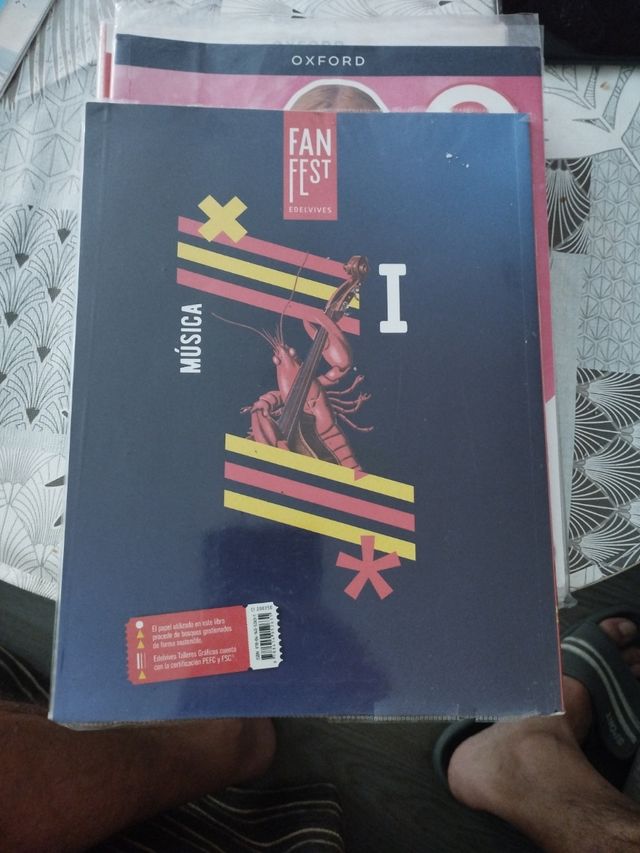 OXFORD
FAN
FEST
EDELVIVES
I
MÚSICA
El papel utilizado en este libro
procede de bosques gestionados
de forma sostenible.
Edelvives Talleres Gráficos cuenta
con la certificación PEFC y FSC®